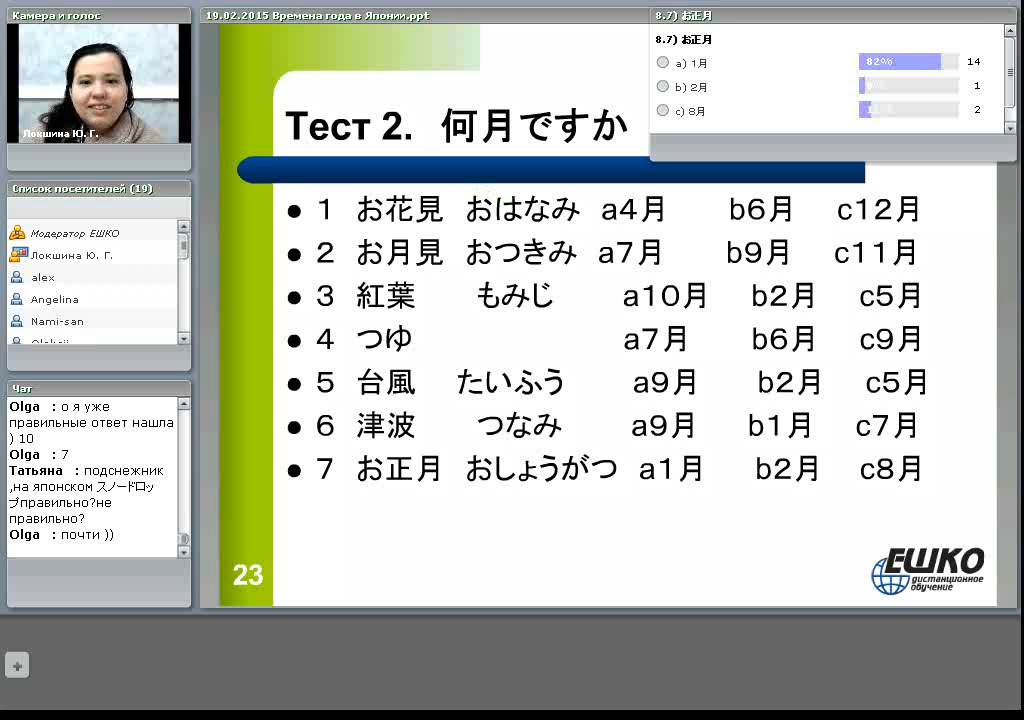 Камера и голос
Локшина Ю. Г.
Список посетителей (19)
Модератор ЕШКО
Локшина Ю. Г.
alex
Angelina
Nami-san
Чат
Olga : о я уже
правильные ответ нашла
) 10
Olga : 7
Татьяна : подснежник
,на японском スノードロッ
プправильно?не
правильно?
Olga : почти ))
19.02.2015 Времена года в Японии.ppt
8.7) お正月
8.7) お正月
a) 1月 82% 14
b) 2月 1
c) 8月 2
Тест 2. 何月ですか
• 1 お花見 おはなみ a4月 b6月 c12月
• 2 お月見 おつきみ a7月 b9月 c11月
• 3 紅葉 もみじ a10月 b2月 c5月
• 4 つゆ a7月 b6月 c9月
• 5 台風 たいふう a9月 b2月 c5月
• 6 津波 つなみ a9月 b1月 c7月
• 7 お正月 おしょうがつ a1月 b2月 c8月
23
ЕШКО
дистанционное
обучение